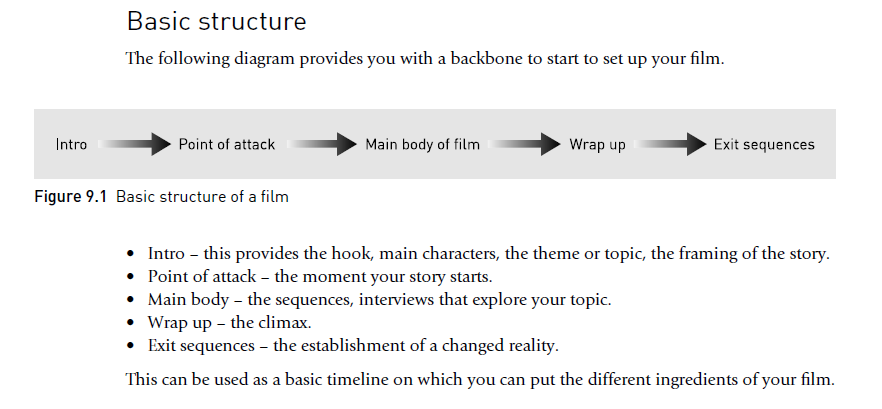 Basic structure
The following diagram provides you with a backbone to start to set up your film.
Intro Point of attack Main body of film Wrap up Exit sequences
Figure 9.1 Basic structure of a film
• Intro – this provides the hook, main characters, the theme or topic, the framing of the story.
• Point of attack – the moment your story starts.
• Main body – the sequences, interviews that explore your topic.
• Wrap up – the climax.
• Exit sequences – the establishment of a changed reality.
This can be used as a basic timeline on which you can put the different ingredients of your film.